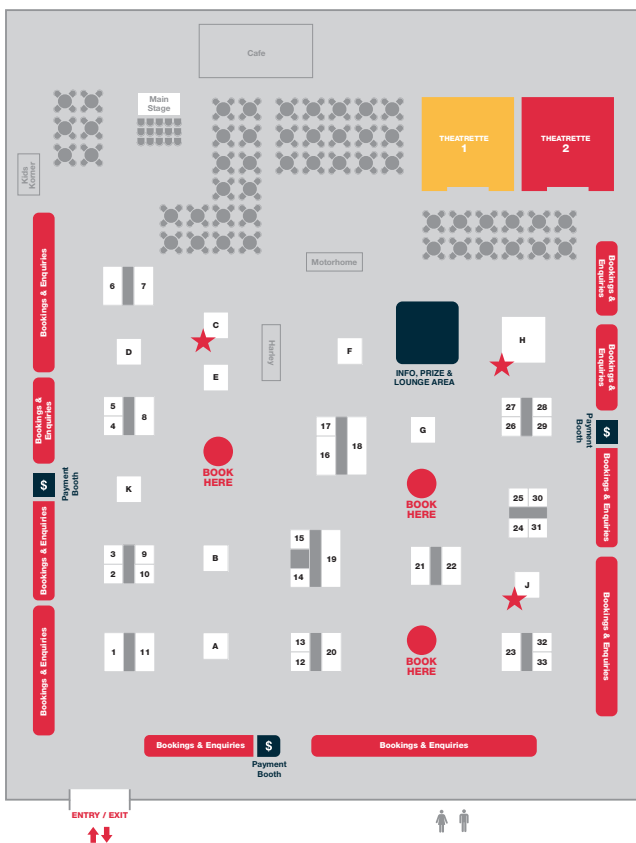 Cafe
Main
Stage
Kids
Korner
THEATRETTE
1
THEATRETTE
2
Motorhome
Bookings & Enquiries
Bookings &
Enquiries
6
7
C
D
E
Harley
F
INFO, PRIZE &
LOUNGE AREA
H
Bookings &
Enquiries
Bookings &
Enquiries
5
4
8
17
16
18
G
27
28
26
29
Payment
Booth
$
BOOK
HERE
$
Payment
Booth
K
BOOK
HERE
25
30
24
31
Bookings & Enquiries
Bookings & Enquiries
3
9
2
10
B
15
14
19
21
22
J
Bookings & Enquiries
Bookings & Enquiries
1
11
A
13
12
20
BOOK
HERE
23
32
33
Bookings & Enquiries
$
Payment
Booth
Bookings & Enquiries
ENTRY / EXIT